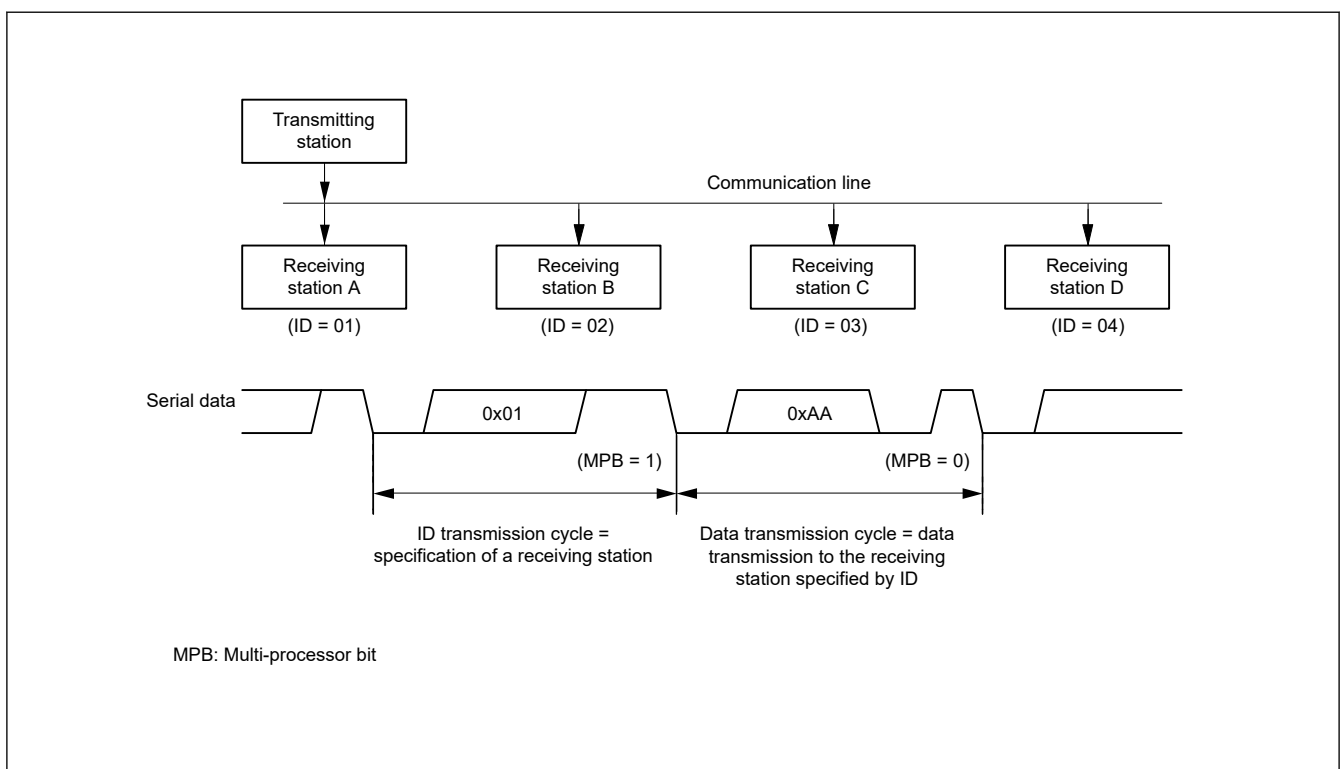 Transmitting
station
Communication line
Receiving
station A
Receiving
station B
Receiving
station C
Receiving
station D
(ID = 01)
(ID = 02)
(ID = 03)
(ID = 04)
Serial data
0x01
0xAA
(MPB = 1)
(MPB = 0)
ID transmission cycle =
specification of a receiving station
Data transmission cycle = data
transmission to the receiving
station specified by ID
MPB: Multi-processor bit